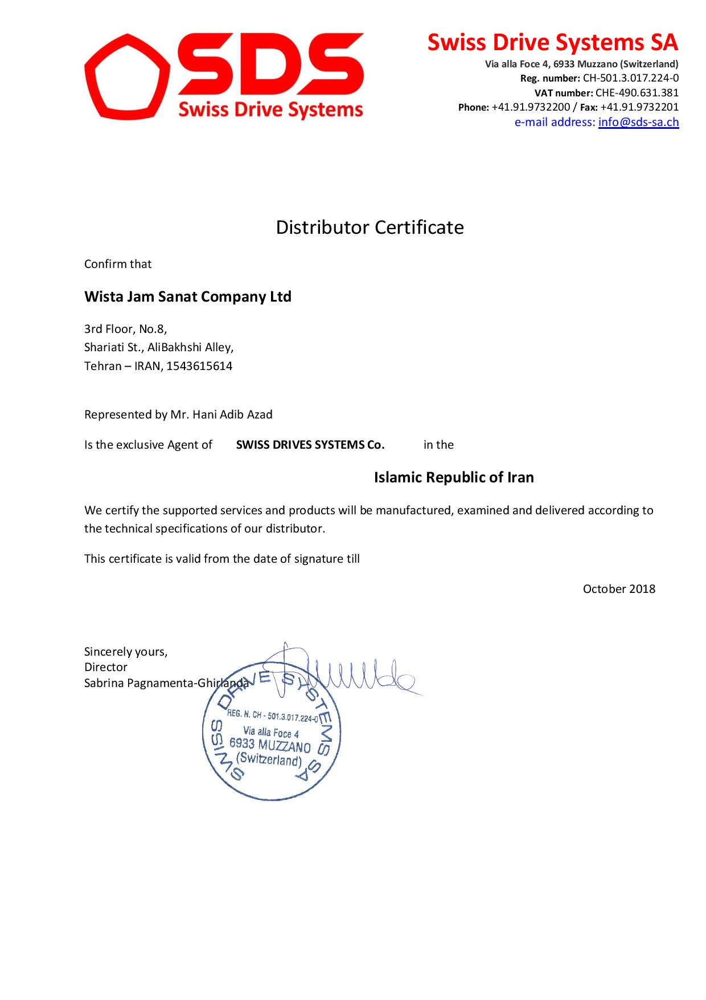 SDS
Swiss Drive Systems
Swiss Drive Systems SA
Via alla Foce 4, 6933 Muzzano (Switzerland)
Reg. number: CH-501.3.017.224-0
VAT number: CHE-490.631.381
Phone: +41.91.9732200 / Fax: +41.91.9732201
e-mail address: info@sds-sa.ch
Distributor Certificate
Confirm that
Wista Jam Sanat Company Ltd
3rd Floor, No.8,
Shariati St., AliBakhshi Alley,
Tehran – IRAN, 1543615614
Represented by Mr. Hani Adib Azad
Is the exclusive Agent of SWISS DRIVES SYSTEMS Co. in the
Islamic Republic of Iran
We certify the supported services and products will be manufactured, examined and delivered according to
the technical specifications of our distributor.
This certificate is valid from the date of signature till
October 2018
Sincerely yours,
Director
Sabrina Pagnamenta-Ghirlanda
SWISS DRIVE SYSTEMS SA
REG. N. CH - 501.3.017.224-0
Via alla Foce 4
6933 MUZZANO
(Switzerland)